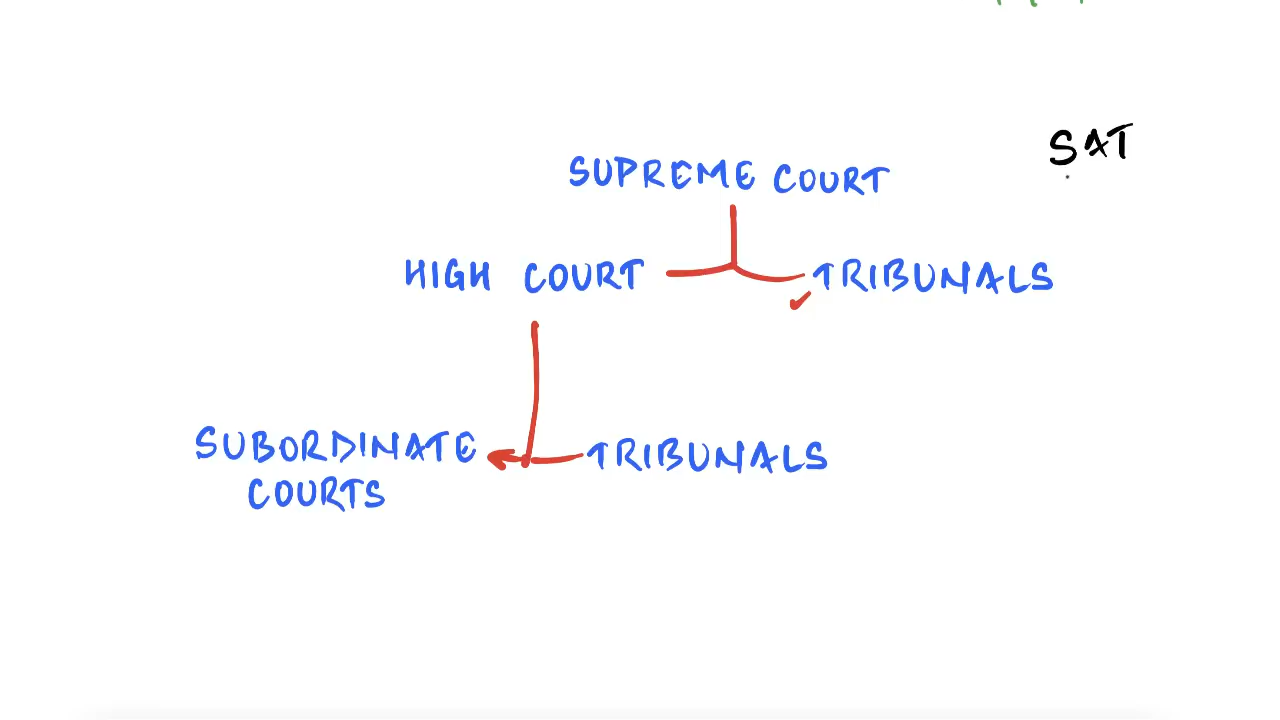 SAT
SUPREME COURT
HIGH COURT
TRIBUNALS
SUBORDINATE
COURTS
TRIBUNALS